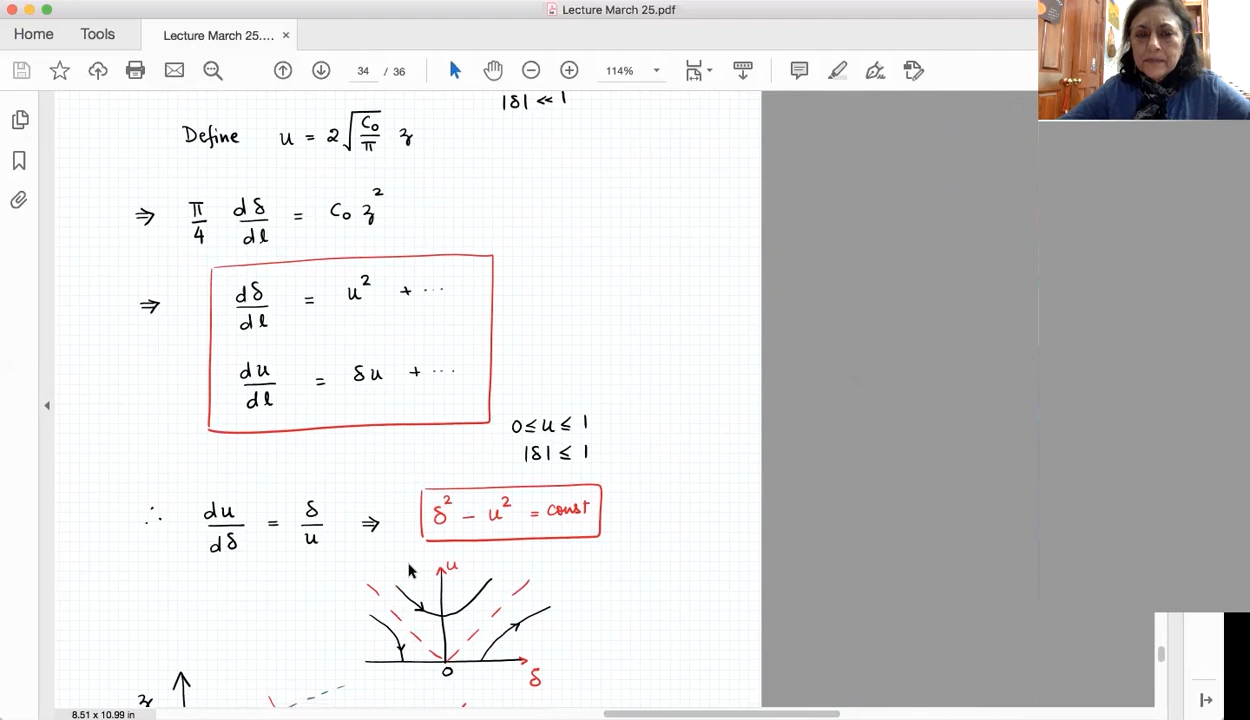 Lecture March 25.pdf
Home Tools Lecture March 25.... ×
34 / 36 114%
|δ| << 1
Define u = 2√(C₀/π) z
⇒ π/4 dδ/dl = C₀ z²
⇒ dδ/dl = u² + ⋯
du/dl = δu + ⋯
0 ≤ u ≤ 1
|δ| ≤ 1
∴ du/dδ = δ/u ⇒ δ² − u² = const
u
0
δ
z
8.51 x 10.99 in